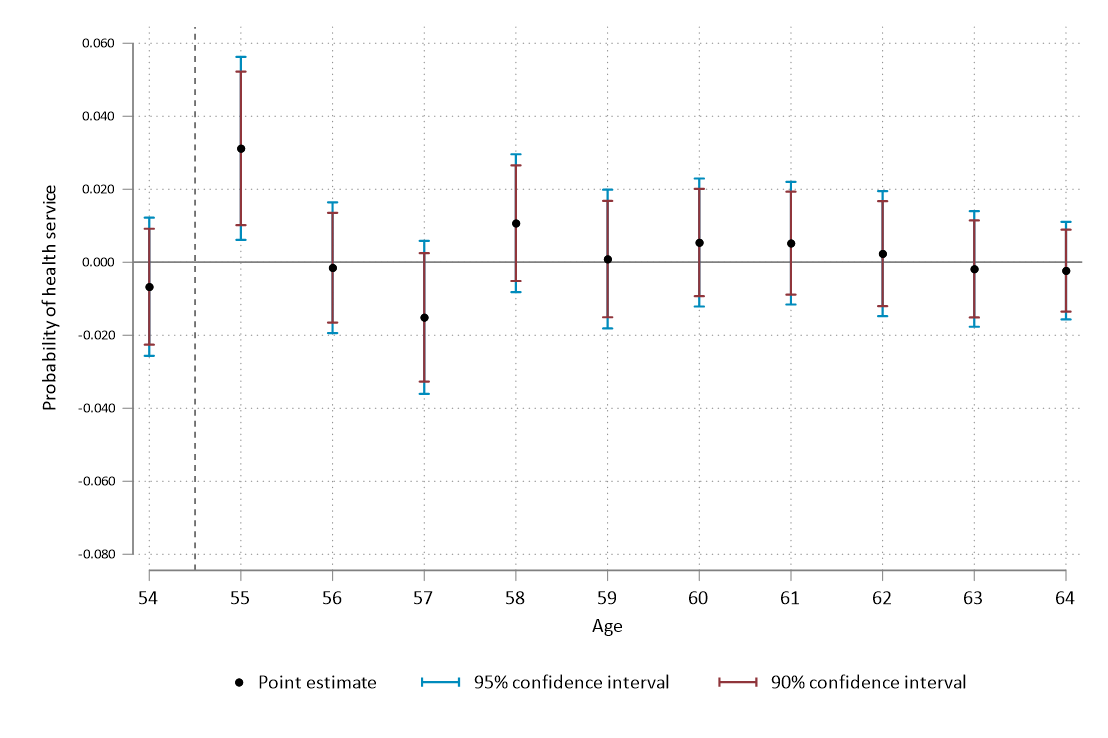 0.060
0.040
0.020
0.000
-0.020
-0.040
-0.060
-0.080
Probability of health service
54 55 56 57 58 59 60 61 62 63 64
Age
Point estimate 95% confidence interval 90% confidence interval